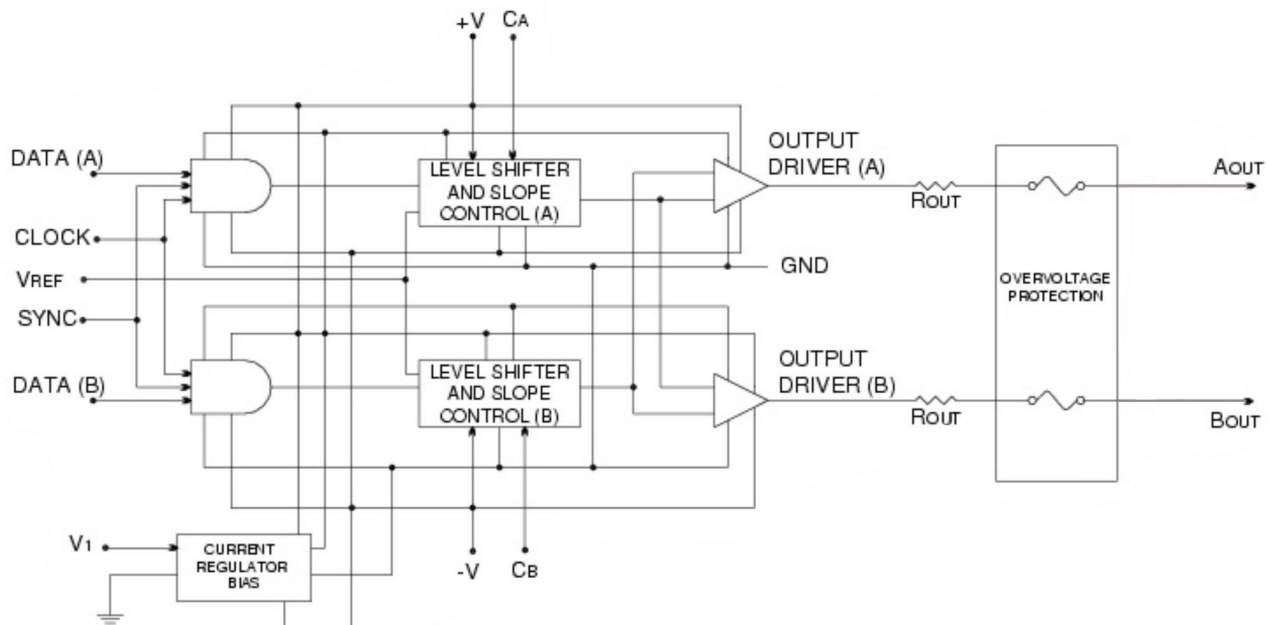 +V
CA
DATA (A)
CLOCK
VREF
SYNC
DATA (B)
LEVEL SHIFTER
AND SLOPE
CONTROL (A)
OUTPUT
DRIVER (A)
ROUT
AOUT
GND
OVERVOLTAGE
PROTECTION
LEVEL SHIFTER
AND SLOPE
CONTROL (B)
OUTPUT
DRIVER (B)
ROUT
BOUT
V1
CURRENT
REGULATOR
BIAS
-V
CB